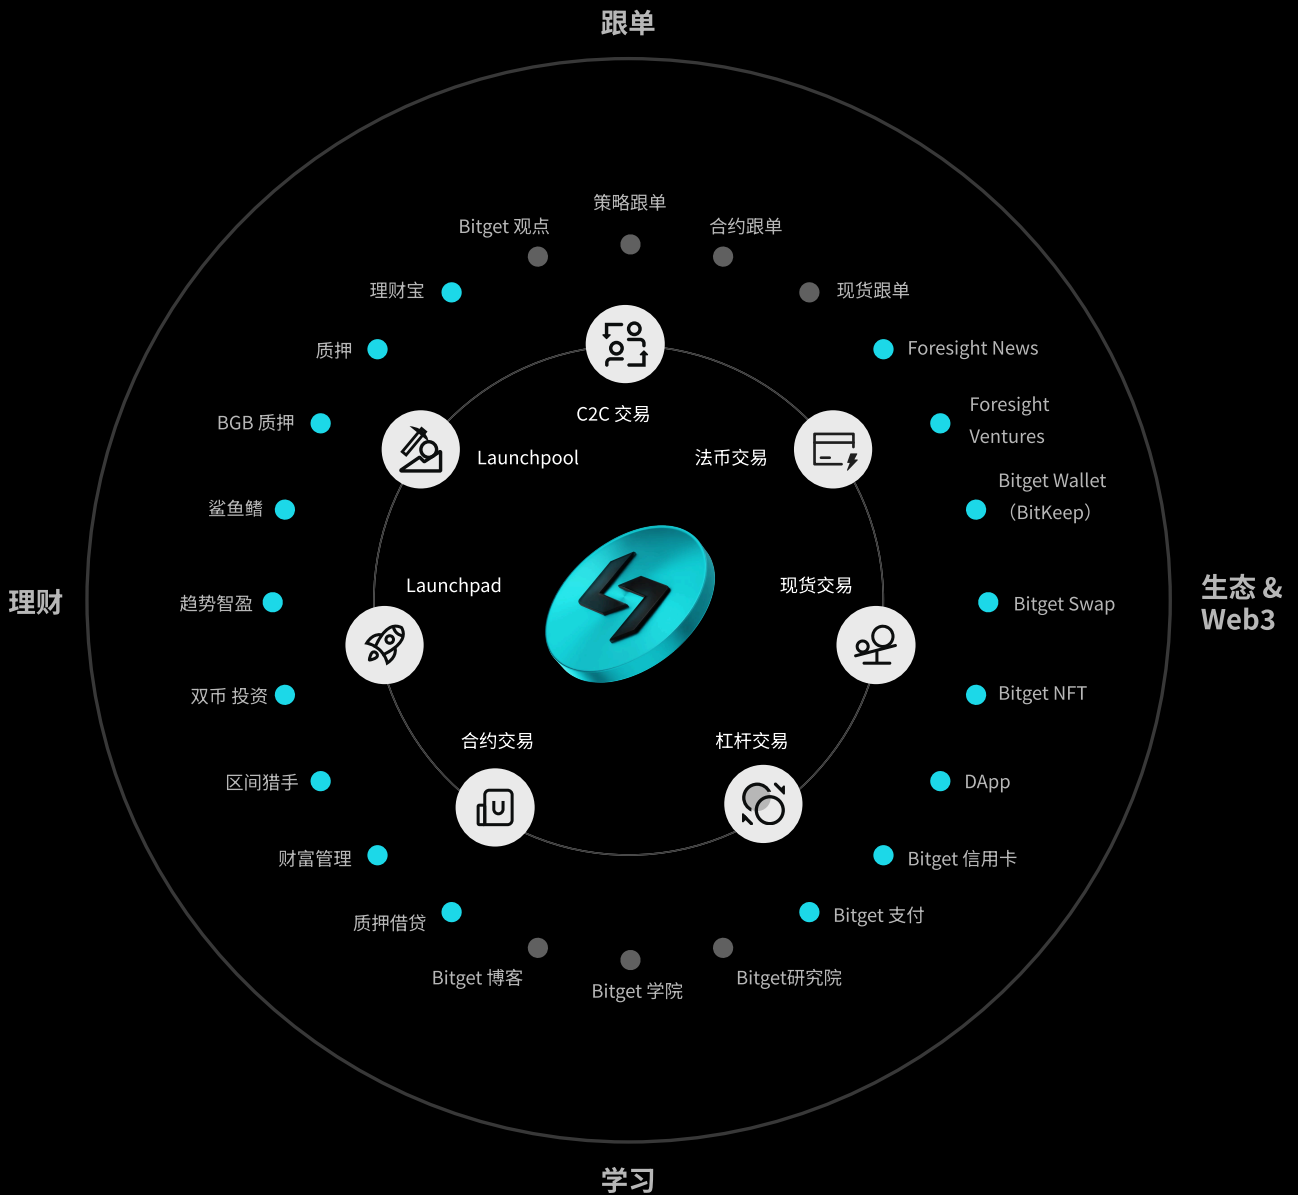 跟单
策略跟单
Bitget 观点
合约跟单
理财宝
现货跟单
质押
Foresight News
C2C 交易
Foresight
Ventures
BGB 质押
Launchpool
法币交易
Bitget Wallet
（BitKeep）
鲨鱼鳍
Launchpad
现货交易
理财
趋势智盈
Bitget Swap
生态 &
Web3
双币 投资
Bitget NFT
合约交易
杠杆交易
区间猎手
DApp
U
财富管理
Bitget 信用卡
质押借贷
Bitget 支付
Bitget 博客
Bitget 学院
Bitget研究院
学习